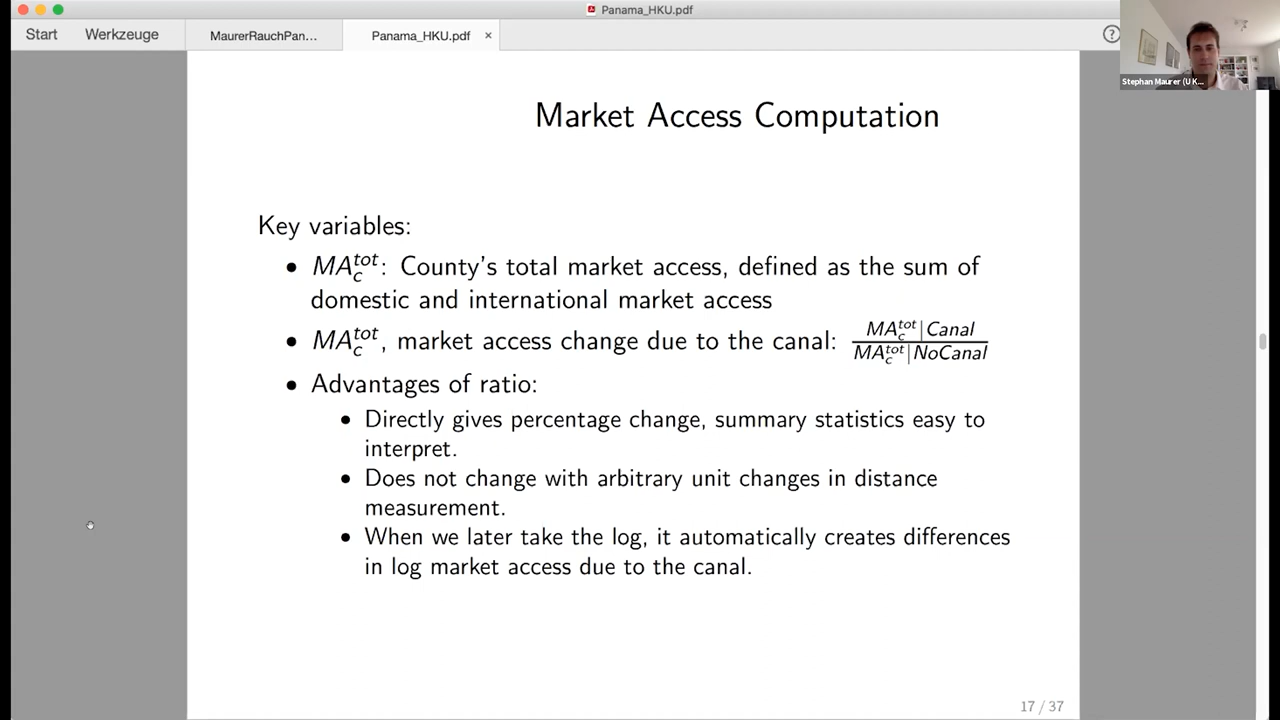 Panama_HKU.pdf
Start Werkzeuge MaurerRauchPan... Panama_HKU.pdf × ?
Stephan Maurer (U K...
Market Access Computation
Key variables:
• MA_c^tot: County's total market access, defined as the sum of
domestic and international market access
• MA_c^tot, market access change due to the canal: MA_c^tot|Canal / MA_c^tot|NoCanal
• Advantages of ratio:
• Directly gives percentage change, summary statistics easy to
interpret.
• Does not change with arbitrary unit changes in distance
measurement.
• When we later take the log, it automatically creates differences
in log market access due to the canal.
17 / 37